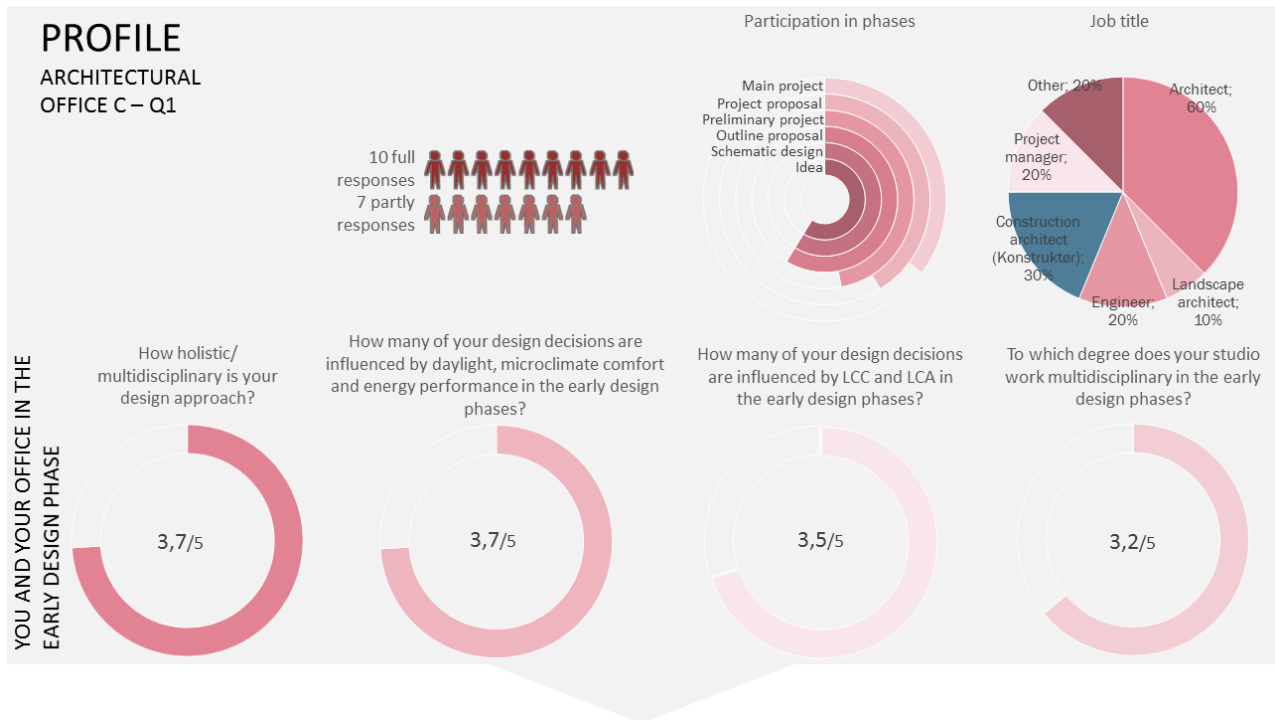 PROFILE
ARCHITECTURAL
OFFICE C – Q1
10 full
responses
7 partly
responses
Participation in phases
Main project
Project proposal
Preliminary project
Outline proposal
Schematic design
Idea
Job title
Other; 20%
Architect;
60%
Project
manager;
20%
Construction
architect
(Konstruktør);
30%
Engineer;
20%
Landscape
architect;
10%
YOU AND YOUR OFFICE IN THE
EARLY DESIGN PHASE
How holistic/
multidisciplinary is your
design approach?
3,7/5
How many of your design decisions are
influenced by daylight, microclimate comfort
and energy performance in the early design
phases?
3,7/5
How many of your design decisions
are influenced by LCC and LCA in
the early design phases?
3,5/5
To which degree does your studio
work multidisciplinary in the early
design phases?
3,2/5